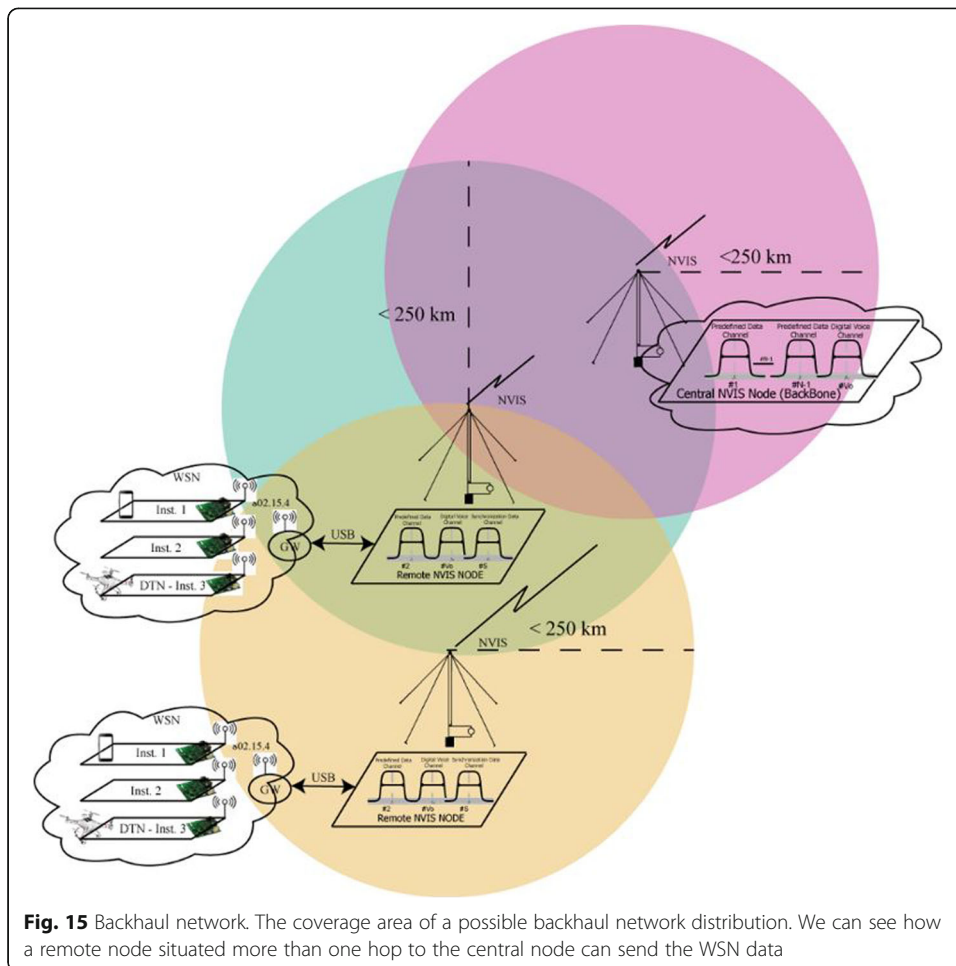 NVIS
<250 km
< 250 km
Predefined Data Channel
Predefined Data Channel
Digital Voice Channel
#N-1
#1
#N-1
#Vo
Central NVIS Node (BackBone)
NVIS
WSN
a02.15.4
Inst. 1
Inst. 2
DTN - Inst. 3
GW
USB
Predefined Data Channel
Digital Voice Channel
Synchronization Data Channel
#2
#Vo
#S
Remote NVIS NODE
NVIS
< 250 km
WSN
a02.15.4
Inst. 1
Inst. 2
DTN - Inst. 3
GW
USB
Predefined Data Channel
Digital Voice Channel
Synchronization Data Channel
#2
#Vo
#S
Remote NVIS NODE
Fig. 15 Backhaul network. The coverage area of a possible backhaul network distribution. We can see how
a remote node situated more than one hop to the central node can send the WSN data